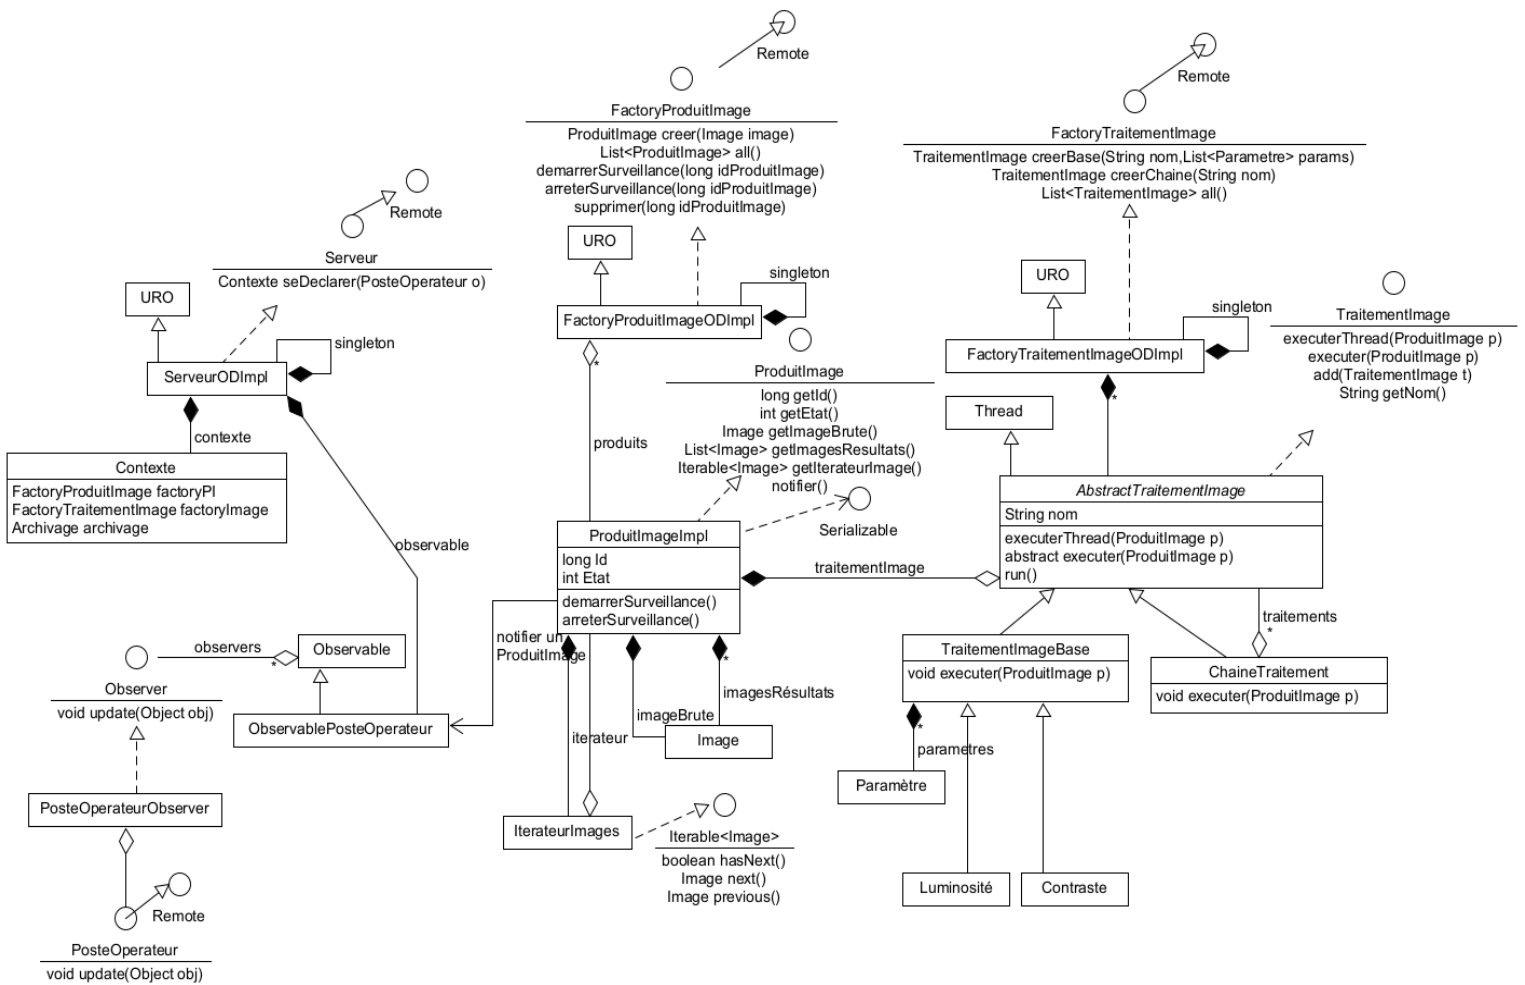 Remote
FactoryProduitImage
ProduitImage creer(Image image)
List<ProduitImage> all()
demarrerSurveillance(long idProduitImage)
arreterSurveillance(long idProduitImage)
supprimer(long idProduitImage)
Remote
FactoryTraitementImage
TraitementImage creerBase(String nom,List<Parametre> params)
TraitementImage creerChaine(String nom)
List<TraitementImage> all()
Remote
Serveur
Contexte seDeclarer(PosteOperateur o)
URO
ServeurODImpl
singleton
contexte
Contexte
FactoryProduitImage factoryPI
FactoryTraitementImage factoryImage
Archivage archivage
observable
URO
FactoryProduitImageODImpl
singleton
*
produits
ProduitImage
long getId()
int getEtat()
Image getImageBrute()
List<Image> getImagesResultats()
Iterable<Image> getIterateurImage()
notifier()
Serializable
URO
FactoryTraitementImageODImpl
singleton
*
Thread
TraitementImage
executerThread(ProduitImage p)
executer(ProduitImage p)
add(TraitementImage t)
String getNom()
AbstractTraitementImage
String nom
executerThread(ProduitImage p)
abstract executer(ProduitImage p)
run()
ProduitImageImpl
long Id
int Etat
demarrerSurveillance()
arreterSurveillance()
traitementImage
notifier un
ProduitImage
*
imagesRésultats
imageBrute
Image
iterateur
IterateurImages
Iterable<Image>
boolean hasNext()
Image next()
Image previous()
observers
*
Observable
Observer
void update(Object obj)
ObservablePosteOperateur
PosteOperateurObserver
Remote
PosteOperateur
void update(Object obj)
TraitementImageBase
void executer(ProduitImage p)
traitements
*
ChaineTraitement
void executer(ProduitImage p)
*
parametres
Paramètre
Luminosité
Contraste